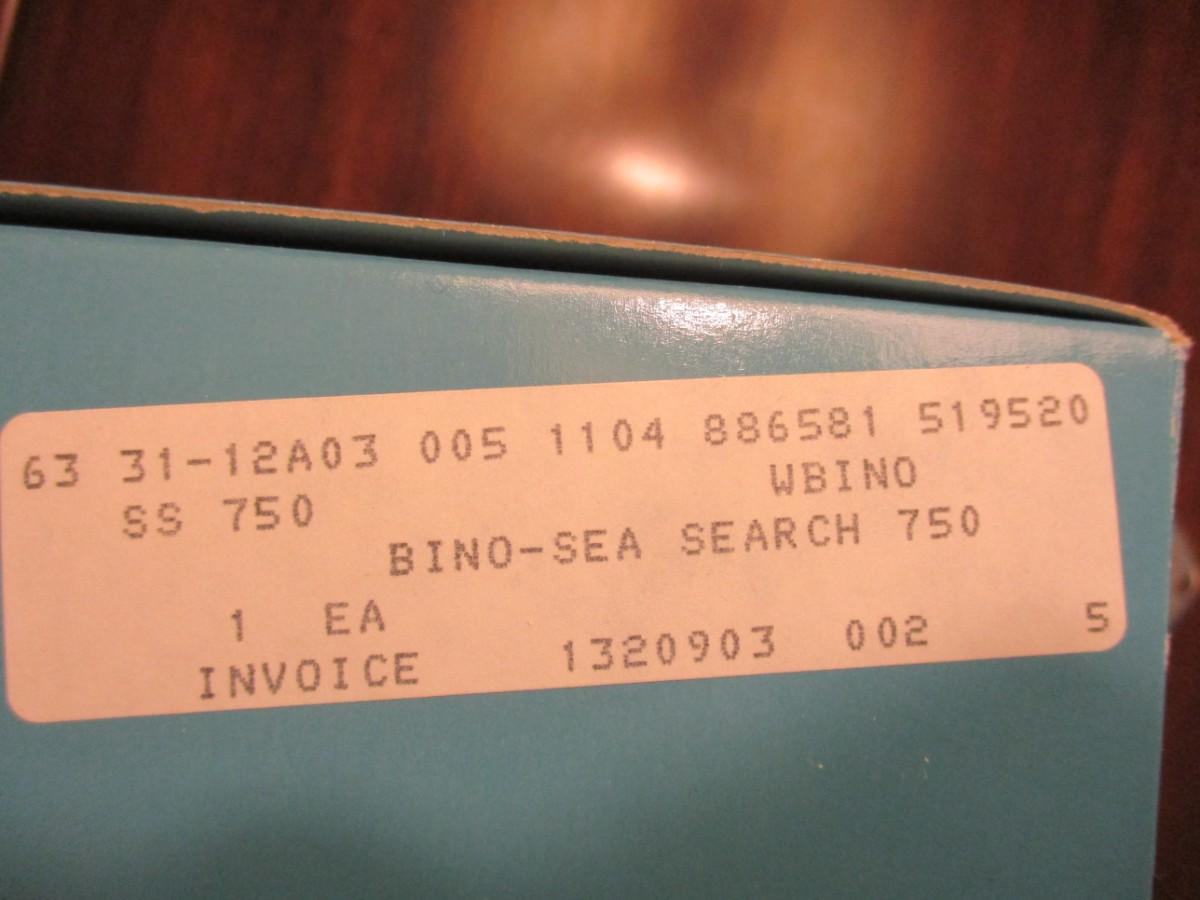 63 31-12A03 005 1104 886581 519520
SS 750 WBINO
BINO-SEA SEARCH 750
1 EA
INVOICE 1320903 002 5